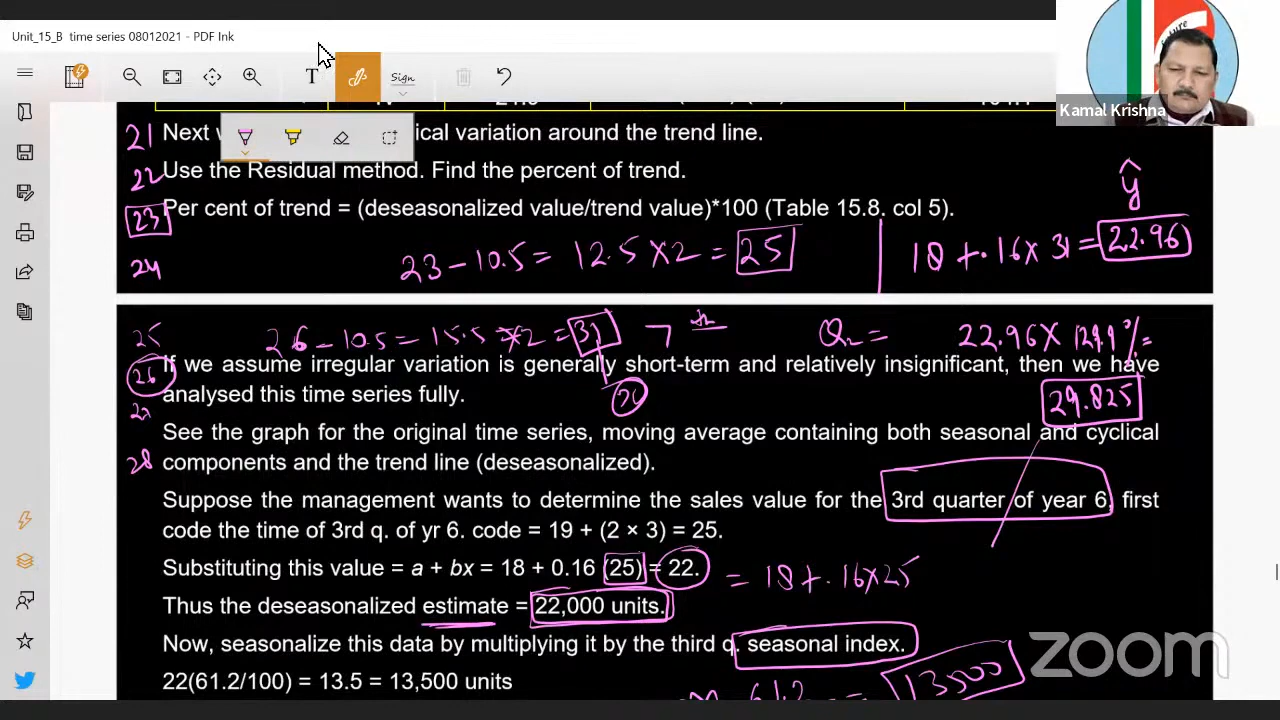 Unit_15_B time series 08012021 - PDF Ink
T
Sign
Kamal Krishna
21 Next ical variation around the trend line.
22 Use the Residual method. Find the percent of trend.
ŷ
23 Per cent of trend = (deseasonalized value/trend value)*100 (Table 15.8. col 5).
24 23 - 10.5 = 12.5 × 2 = 25 18 + .16 × 31 = 22.96
25 26 - 10.5 = 15.5 × 2 = 31 7 Q2 = 22.96 × 129.9 % =
26 If we assume irregular variation is generally short-term and relatively insignificant, then we have
analysed this time series fully. 29.825
See the graph for the original time series, moving average containing both seasonal and cyclical
28 components and the trend line (deseasonalized).
Suppose the management wants to determine the sales value for the 3rd quarter of year 6, first
code the time of 3rd q. of yr 6. code = 19 + (2 × 3) = 25.
Substituting this value = a + bx = 18 + 0.16 (25) = 22. = 18 + .16×25
Thus the deseasonalized estimate = 22,000 units.
Now, seasonalize this data by multiplying it by the third q. seasonal index.
zoom
22(61.2/100) = 13.5 = 13,500 units 61.2 = 13500